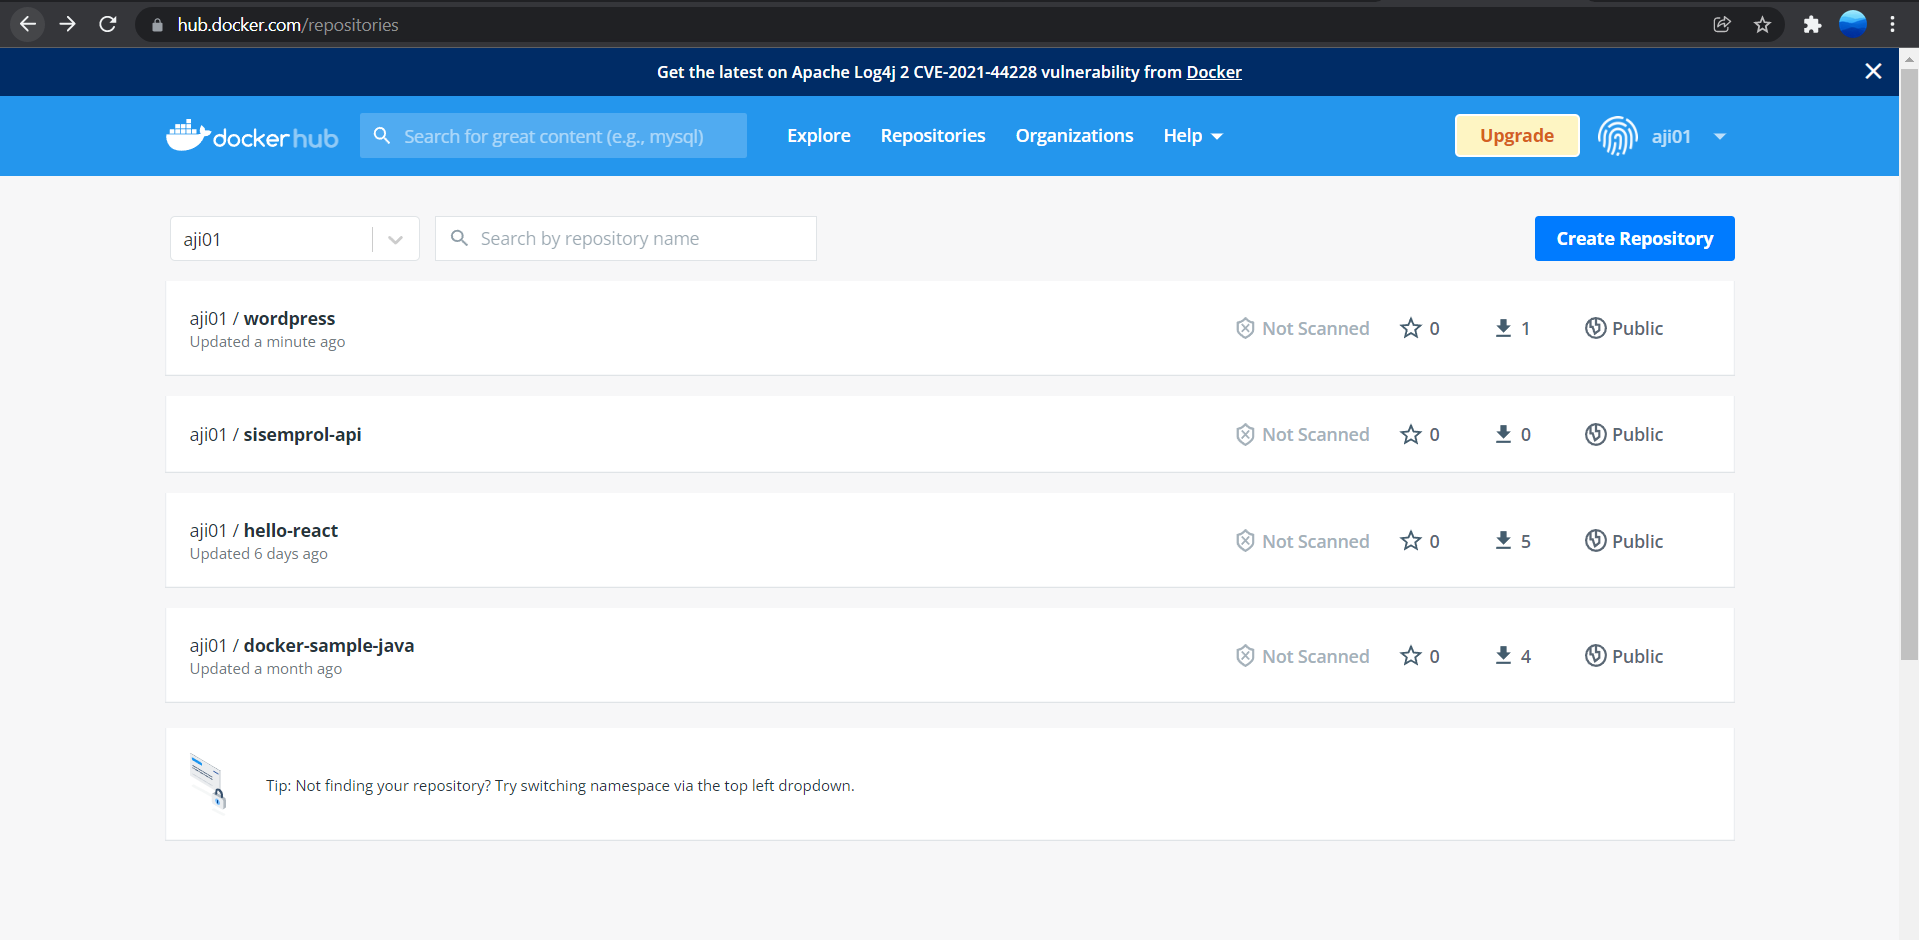 hub.docker.com/repositories
Get the latest on Apache Log4j 2 CVE-2021-44228 vulnerability from Docker
docker hub
Search for great content (e.g., mysql)
Explore
Repositories
Organizations
Help
Upgrade
aji01
aji01
Search by repository name
Create Repository
aji01 / wordpress
Updated a minute ago
Not Scanned
0
1
Public
aji01 / sisemprol-api
Not Scanned
0
0
Public
aji01 / hello-react
Updated 6 days ago
Not Scanned
0
5
Public
aji01 / docker-sample-java
Updated a month ago
Not Scanned
0
4
Public
Tip: Not finding your repository? Try switching namespace via the top left dropdown.